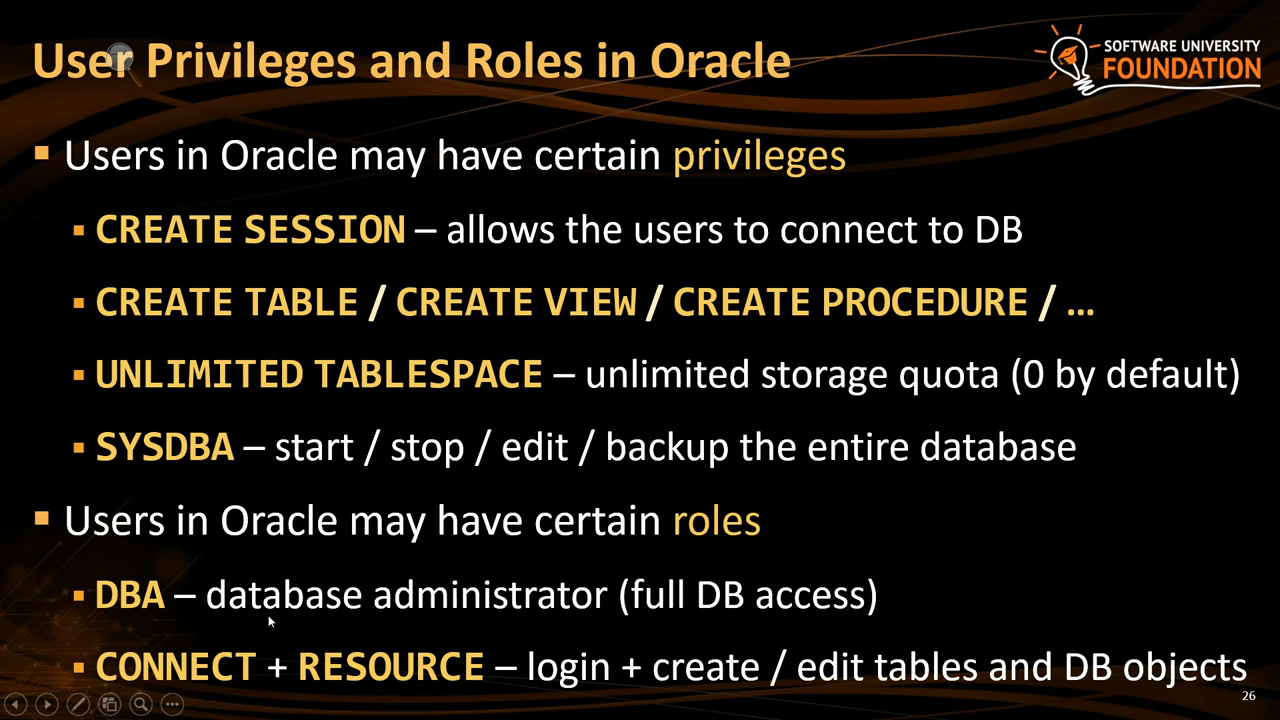 User Privileges and Roles in Oracle
SOFTWARE UNIVERSITY
FOUNDATION
Users in Oracle may have certain privileges
CREATE SESSION – allows the users to connect to DB
CREATE TABLE / CREATE VIEW / CREATE PROCEDURE / …
UNLIMITED TABLESPACE – unlimited storage quota (0 by default)
SYSDBA – start / stop / edit / backup the entire database
Users in Oracle may have certain roles
DBA – database administrator (full DB access)
CONNECT + RESOURCE – login + create / edit tables and DB objects
26